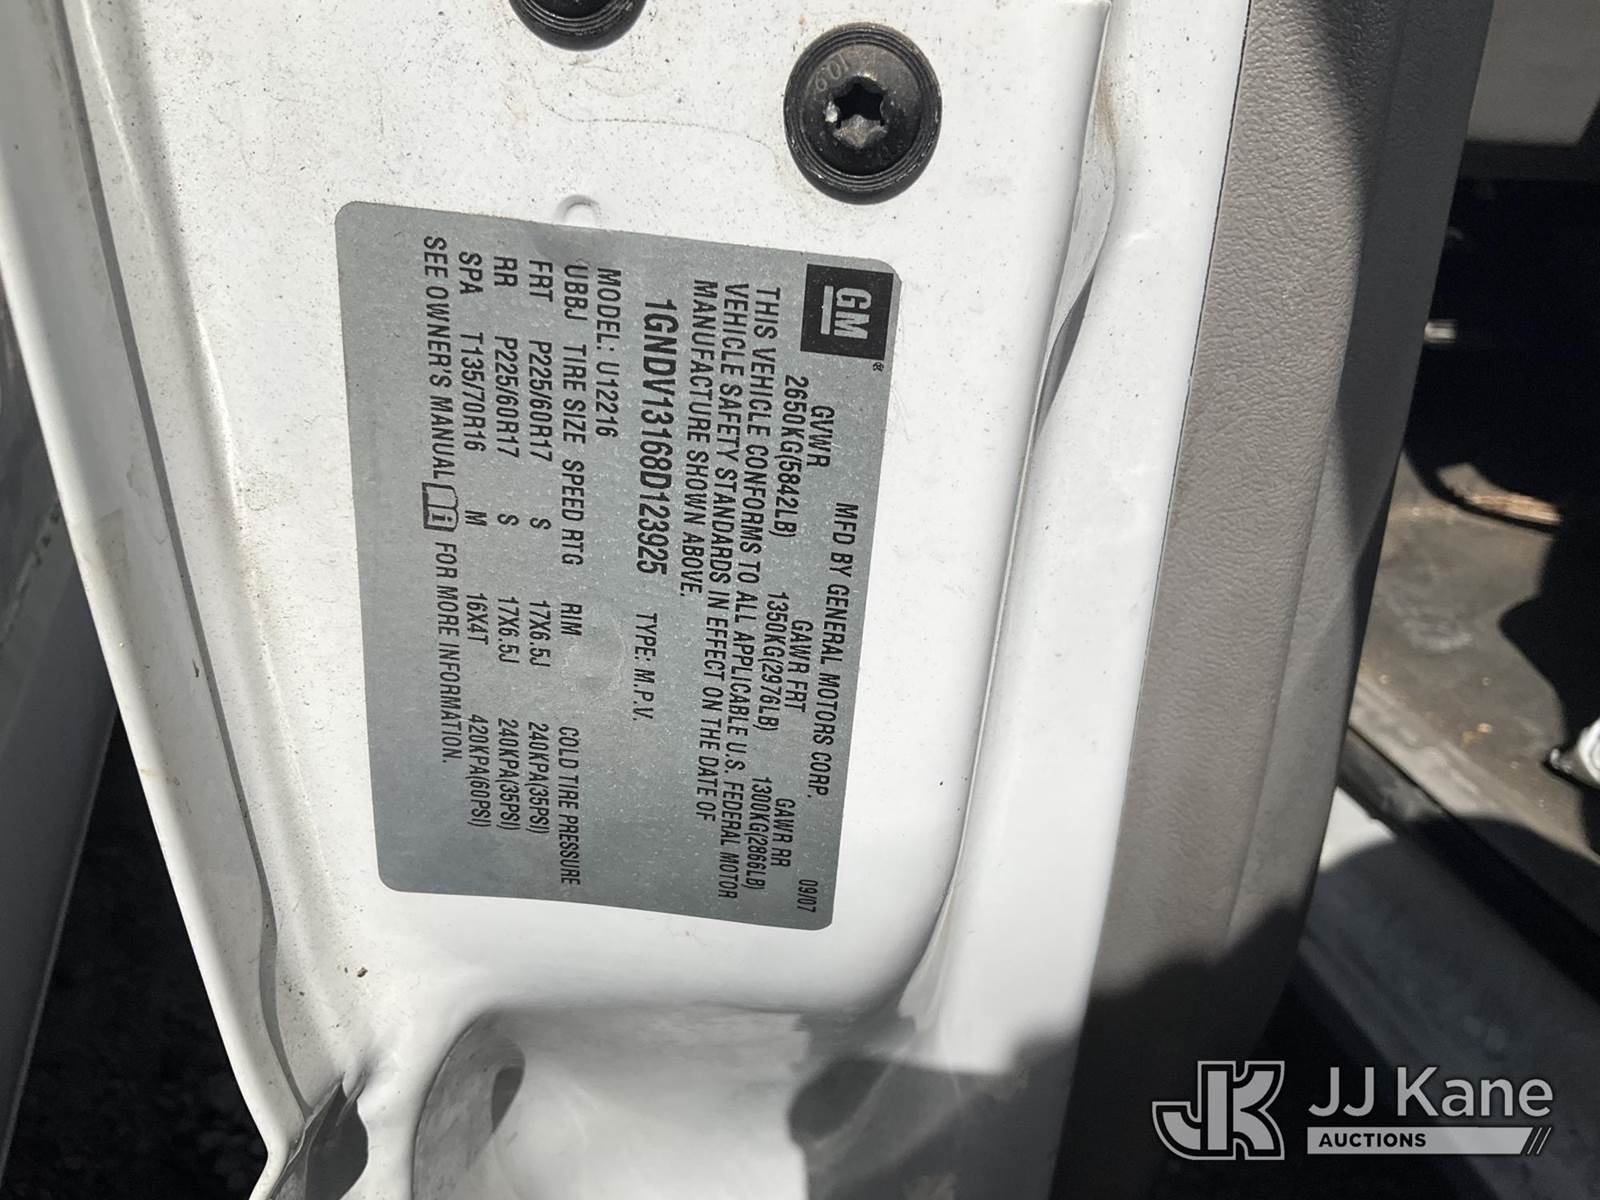 109
GM
MFD BY GENERAL MOTORS CORP. 09/07
GVWR GAWR FRT GAWR RR
2650KG(5842LB) 1350KG(2976LB) 1300KG(2866LB)
THIS VEHICLE CONFORMS TO ALL APPLICABLE U.S. FEDERAL MOTOR
VEHICLE SAFETY STANDARDS IN EFFECT ON THE DATE OF
MANUFACTURE SHOWN ABOVE.
1GNDV13168D123925 TYPE: M.P.V.
MODEL: U12216
UBBJ TIRE SIZE SPEED RTG RIM COLD TIRE PRESSURE
FRT P225/60R17 S 17X6.5J 240KPA(35PSI)
RR P225/60R17 S 17X6.5J 240KPA(35PSI)
SPA T135/70R16 M 16X4T 420KPA(60PSI)
SEE OWNER'S MANUAL FOR MORE INFORMATION.
JK JJ Kane
AUCTIONS